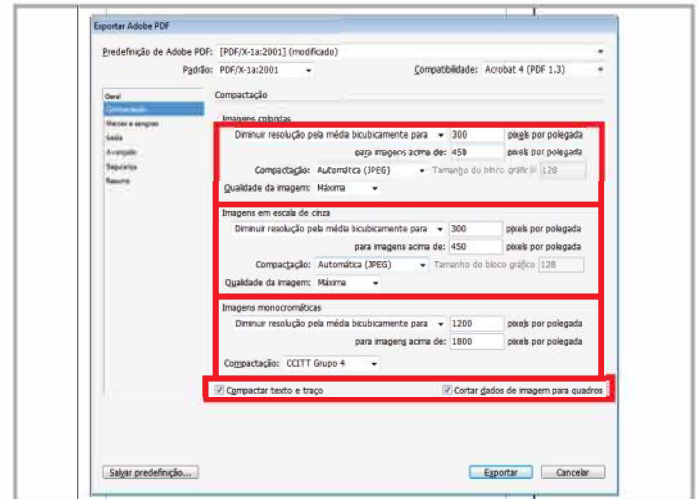 Exportar Adobe PDF
Predefinição de Adobe PDF: [PDF/X-1a:2001] (modificado)
Padrão: PDF/X-1a:2001 Compatibilidade: Acrobat 4 (PDF 1.3)
Geral
Compactação
Marcas e sangrias
Saída
Avançado
Segurança
Resumo
Compactação
Imagens coloridas
Diminuir resolução pela média bicubicamente para 300 pixels por polegada
para imagens acima de: 450 pixels por polegada
Compactação: Automática (JPEG) Tamanho do bloco gráfico 128
Qualidade da imagem: Máxima
Imagens em escala de cinza
Diminuir resolução pela média bicubicamente para 300 pixels por polegada
para imagens acima de: 450 pixels por polegada
Compactação: Automática (JPEG) Tamanho do bloco gráfico 128
Qualidade da imagem: Máxima
Imagens monocromáticas
Diminuir resolução pela média bicubicamente para 1200 pixels por polegada
para imagens acima de: 1800 pixels por polegada
Compactação: CCITT Grupo 4
Compactar texto e traço Cortar dados de imagem para quadros
Salvar predefinição... Exportar Cancelar